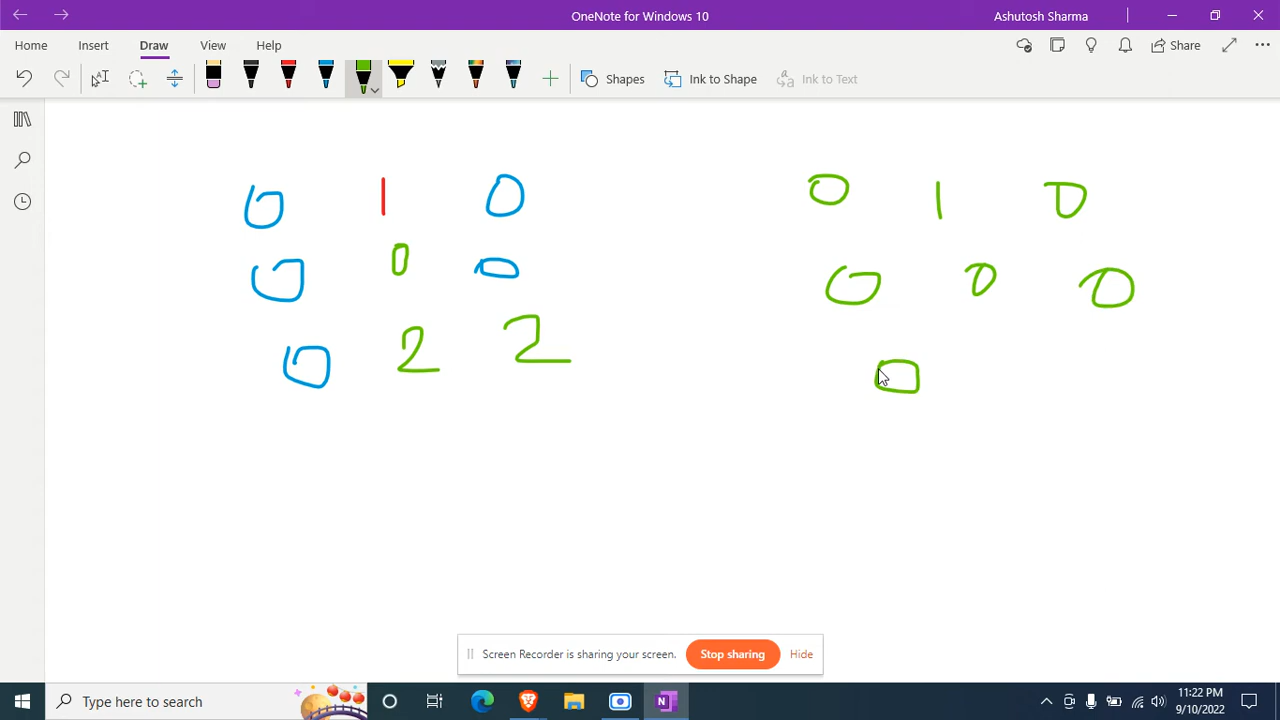 OneNote for Windows 10
Ashutosh Sharma
Home Insert Draw View Help
Share
Shapes Ink to Shape Ink to Text
0 1 0 0 1 0
0 0 0 0 0 0
0 2 2 0
Screen Recorder is sharing your screen. Stop sharing Hide
Type here to search
11:22 PM
9/10/2022